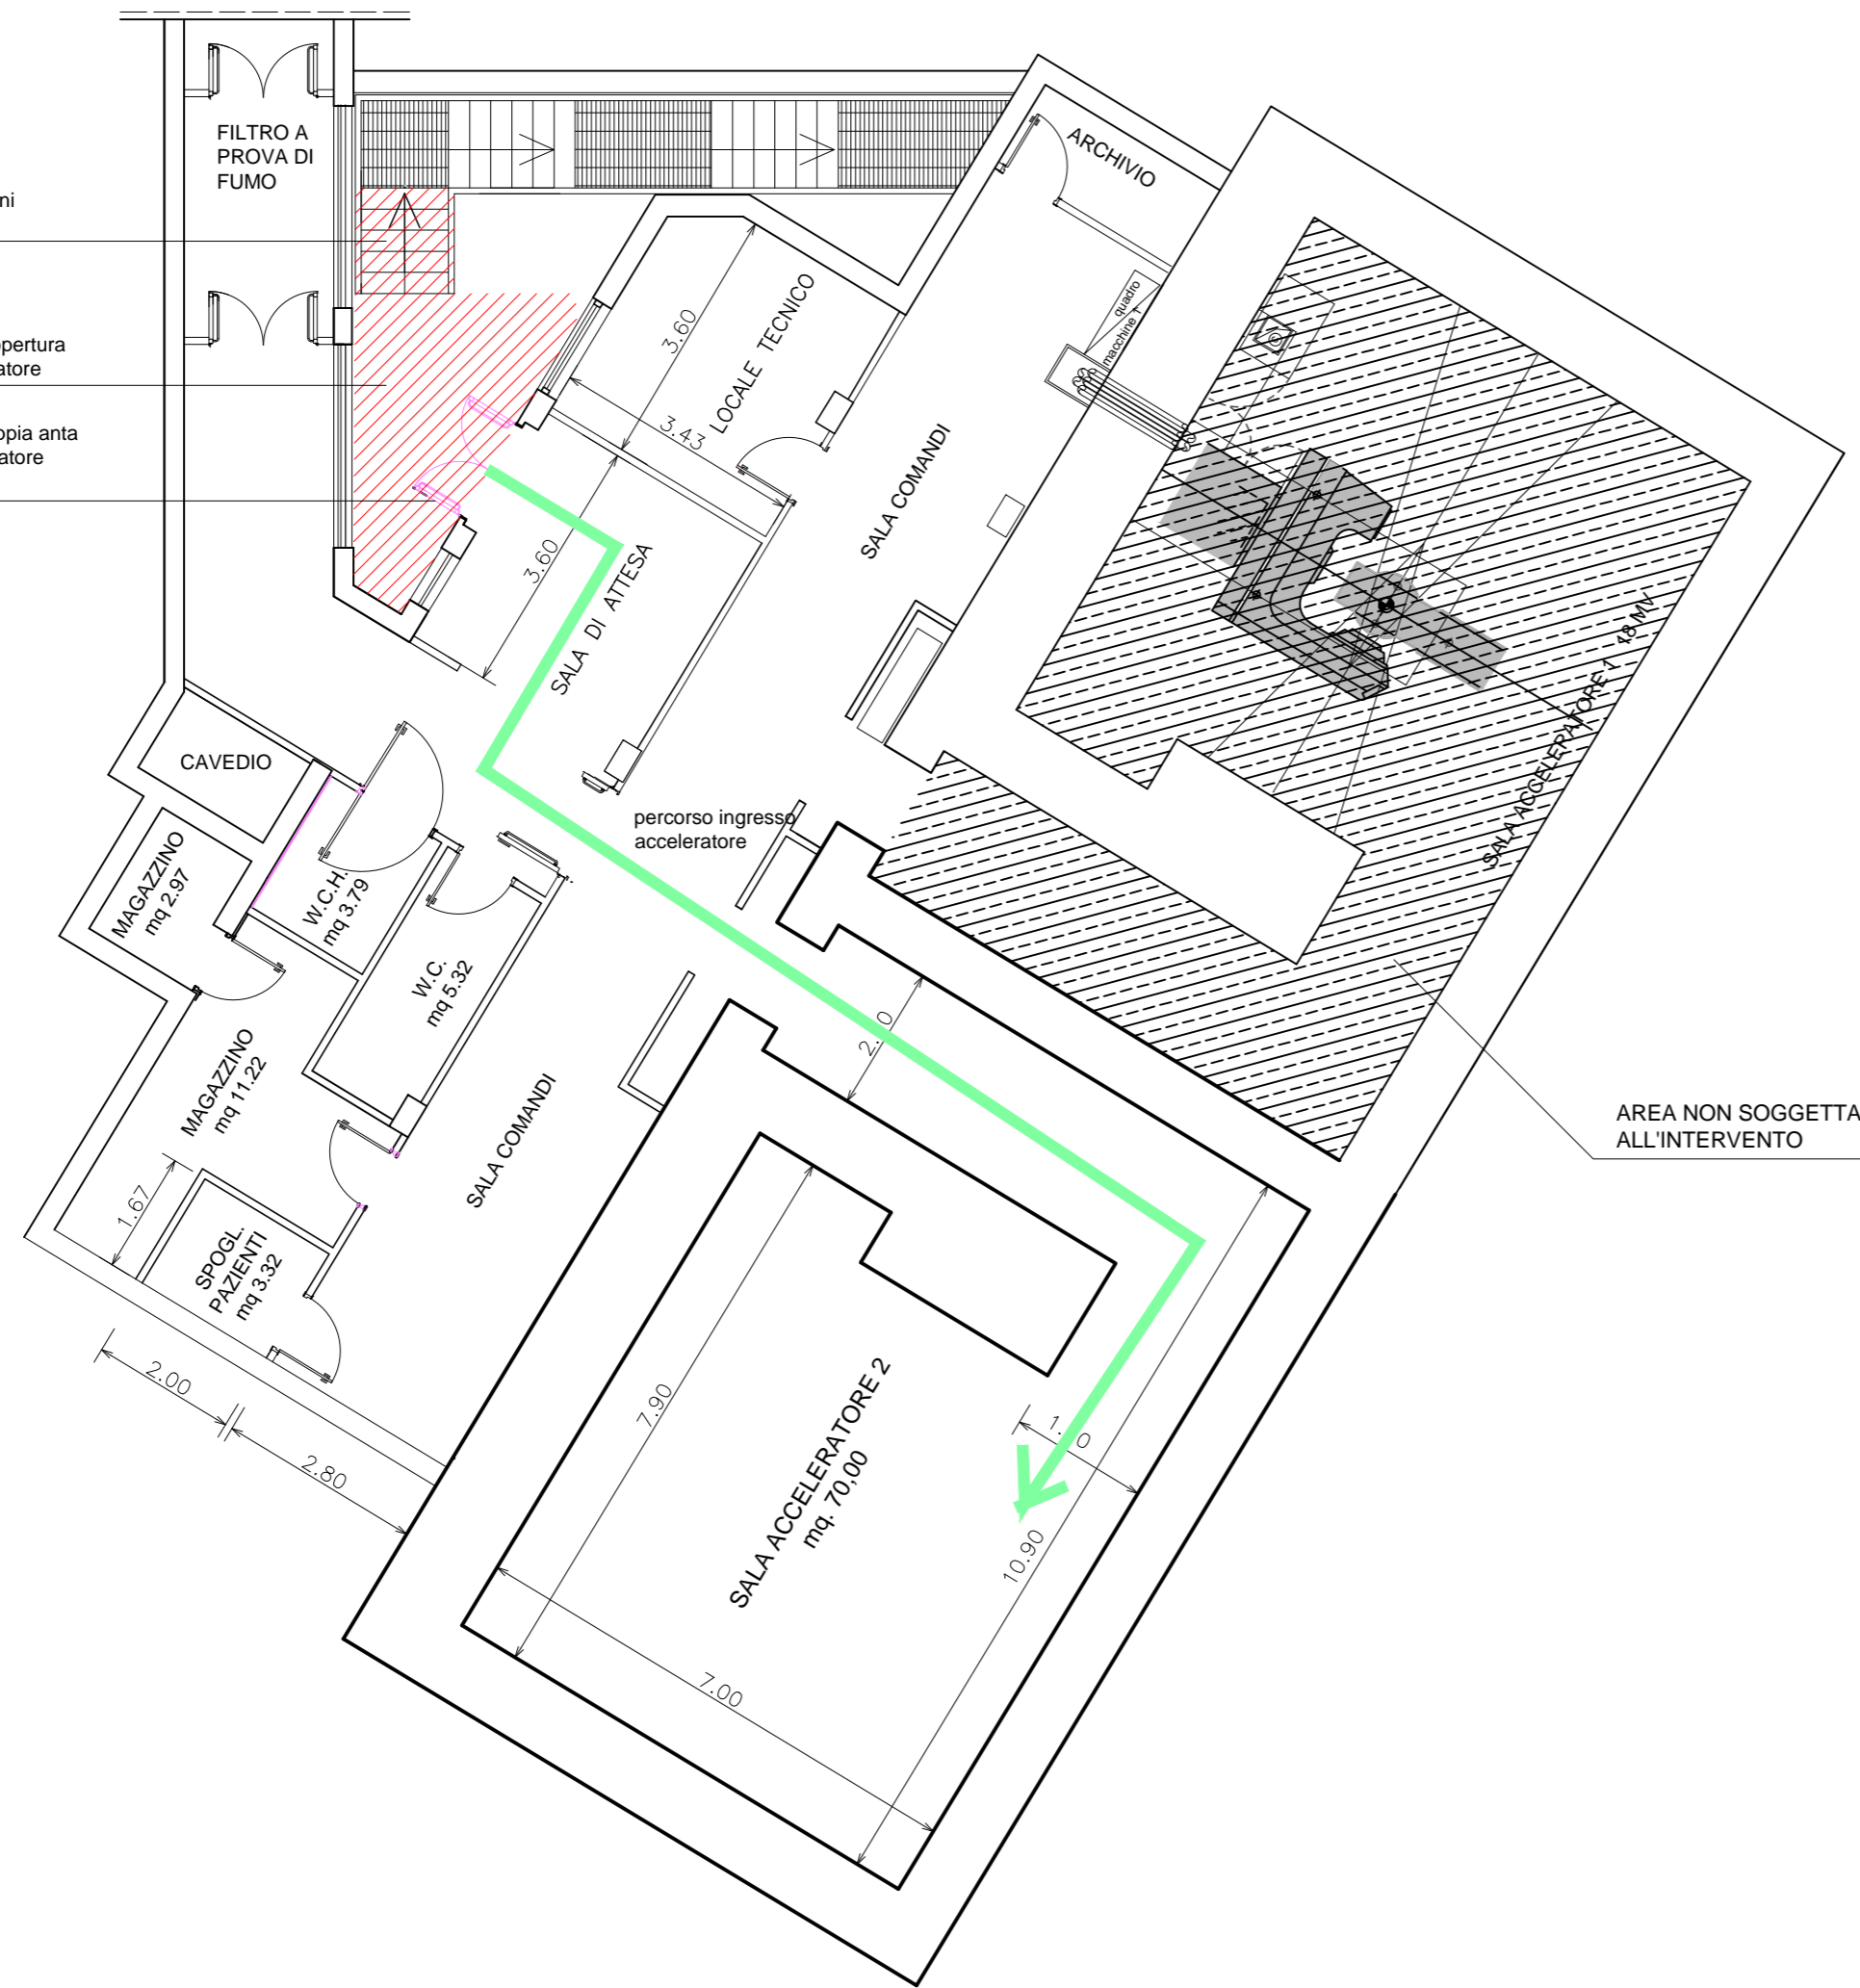 FILTRO A
PROVA DI
FUMO
ni
pertura
atore
opia anta
atore
ARCHIVIO
quadro
macchine 1
LOCALE TECNICO
3.60
3.43
SALA COMANDI
3.60
SALA DI ATTESA
SALA ACCELERATORE 1 18 MV
CAVEDIO
percorso ingresso
acceleratore
MAGAZZINO
mq 2.97
W.C.H.
mq 3.79
W.C.
mq 5.32
MAGAZZINO
mq 11.22
SALA COMANDI
AREA NON SOGGETTA
ALL'INTERVENTO
1.67
SPOGL.
PAZIENTI
mq 3.32
2.00
2.80
7.90
SALA ACCELERATORE 2
mq. 70,00
10.90
7.00